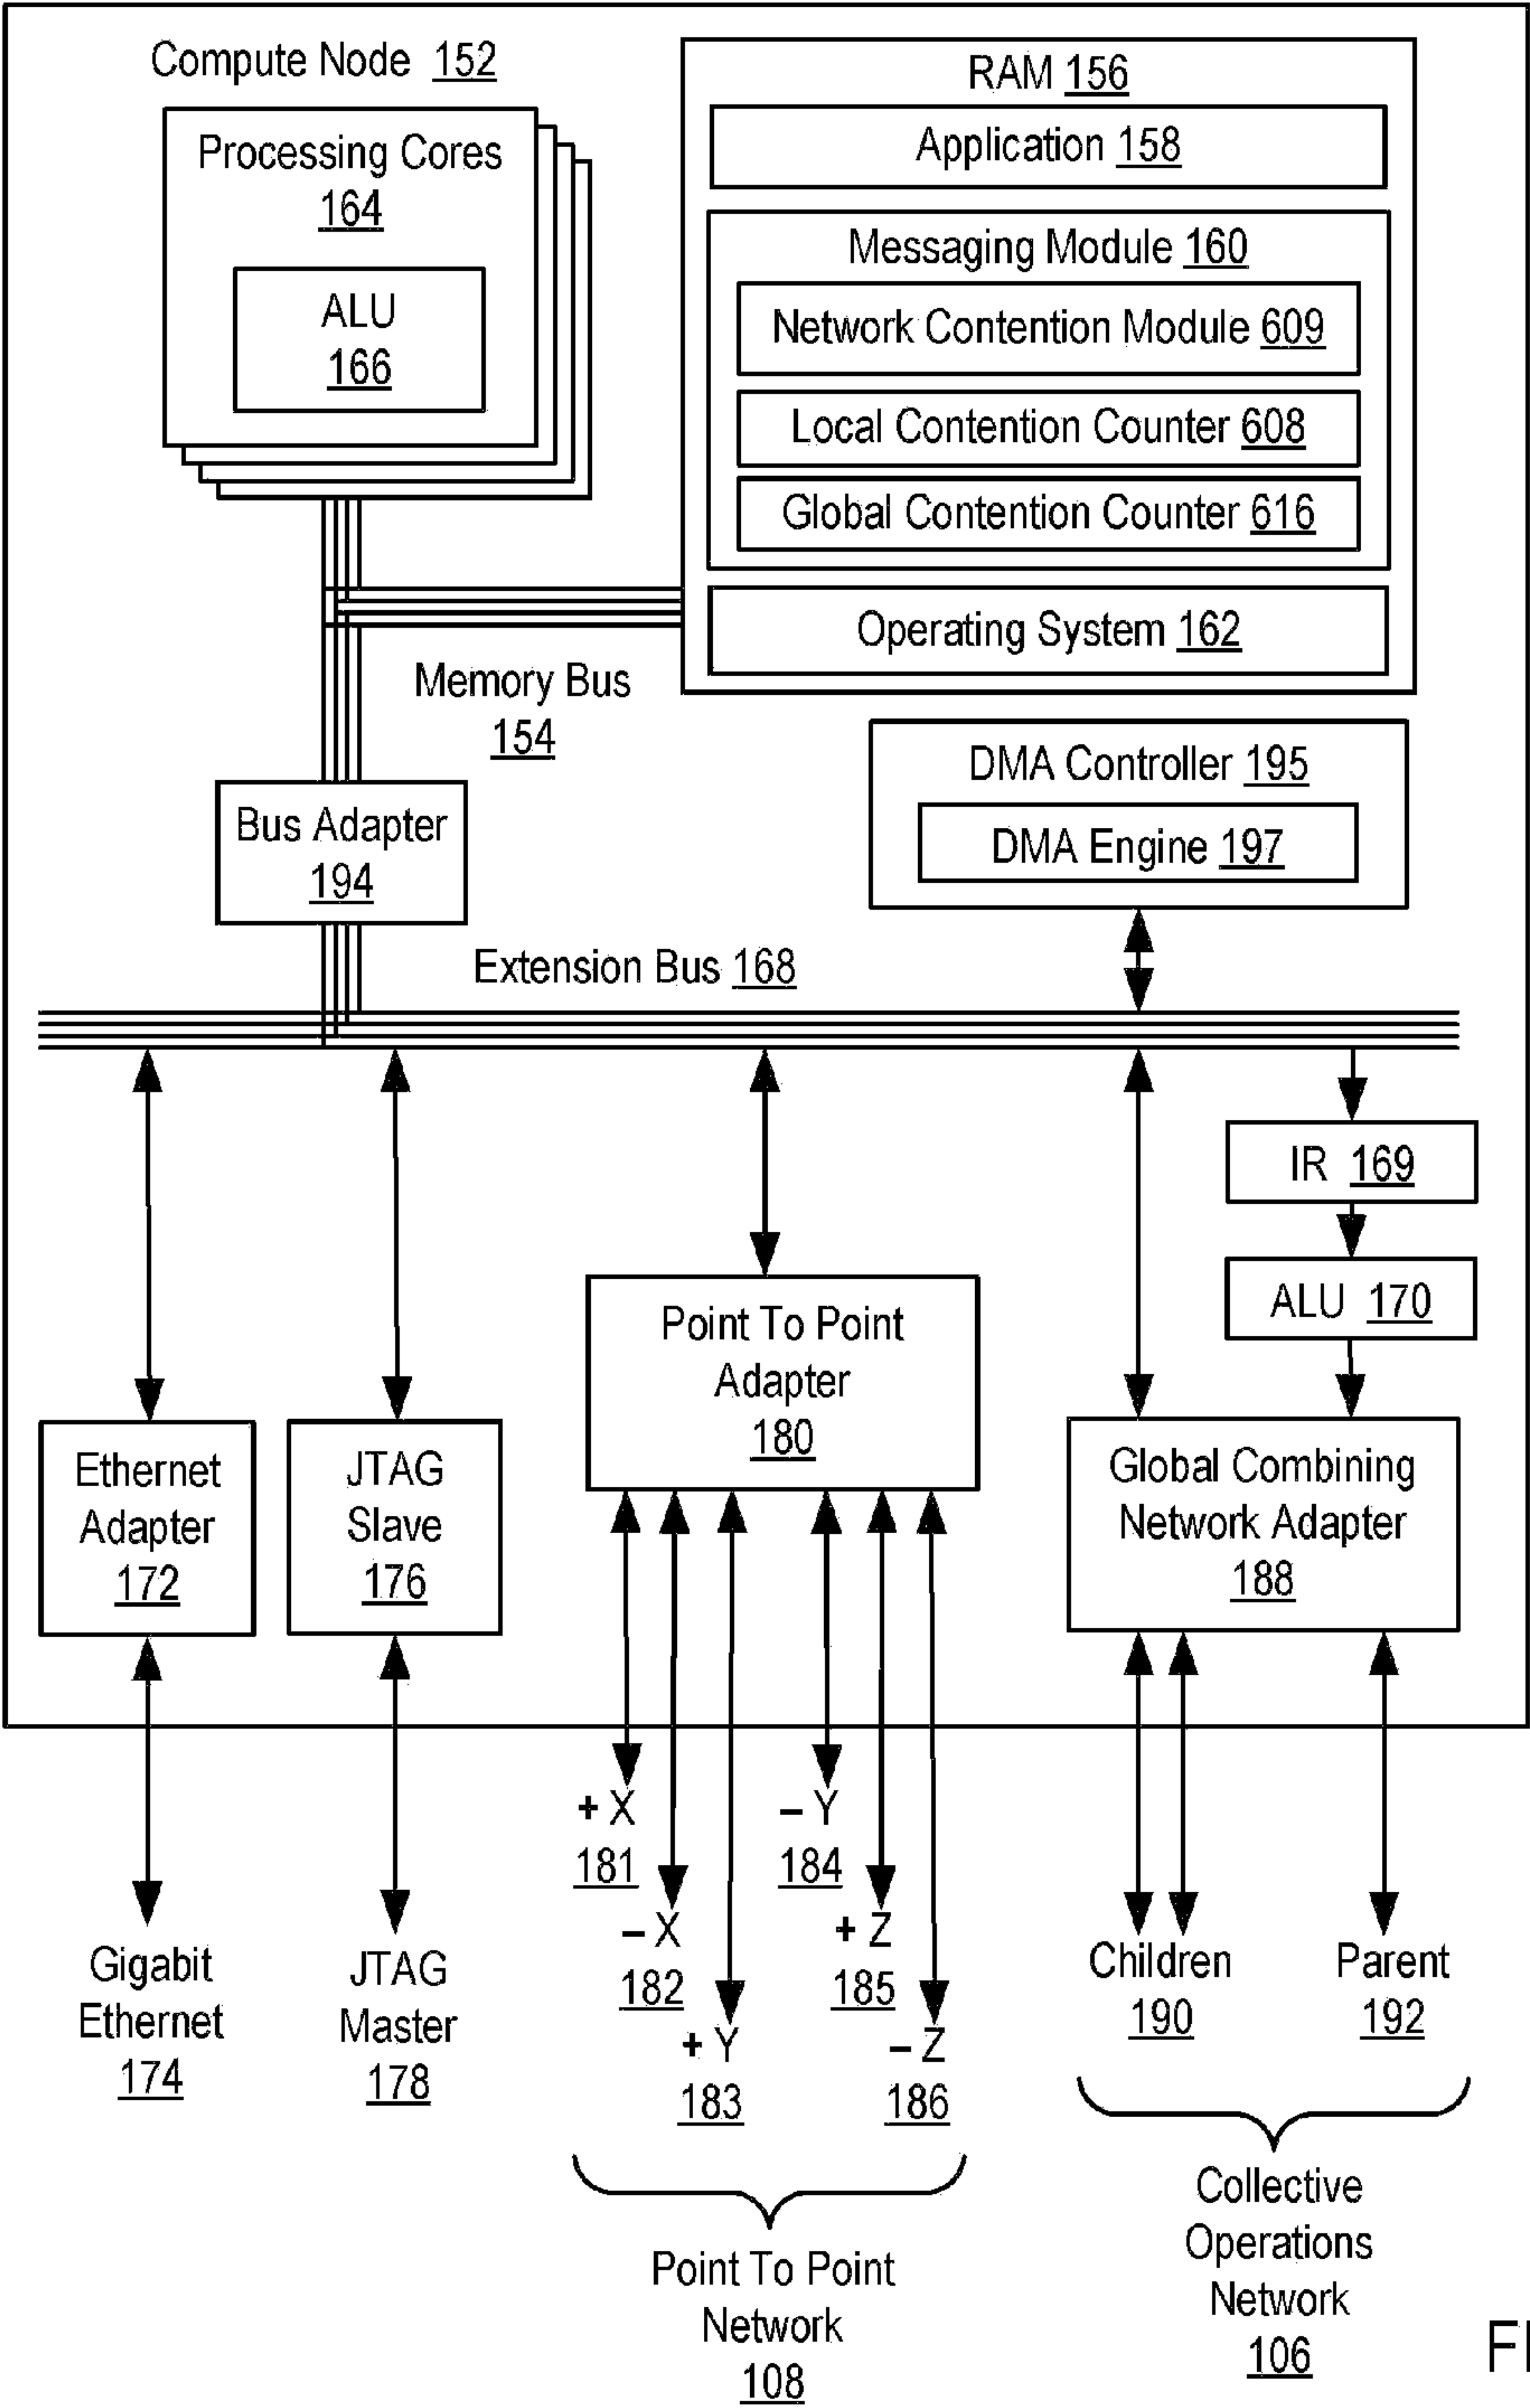 Compute Node 152
Processing Cores
164
ALU
166
RAM 156
Application 158
Messaging Module 160
Network Contention Module 609
Local Contention Counter 608
Global Contention Counter 616
Operating System 162
Memory Bus
154
DMA Controller 195
DMA Engine 197
Bus Adapter
194
Extension Bus 168
IR 169
ALU 170
Point To Point
Adapter
180
Ethernet
Adapter
172
JTAG
Slave
176
Global Combining
Network Adapter
188
+ X
181
– X
182
+ Y
183
– Y
184
+ Z
185
– Z
186
Gigabit
Ethernet
174
JTAG
Master
178
Children
190
Parent
192
Point To Point
Network
108
Collective
Operations
Network
106